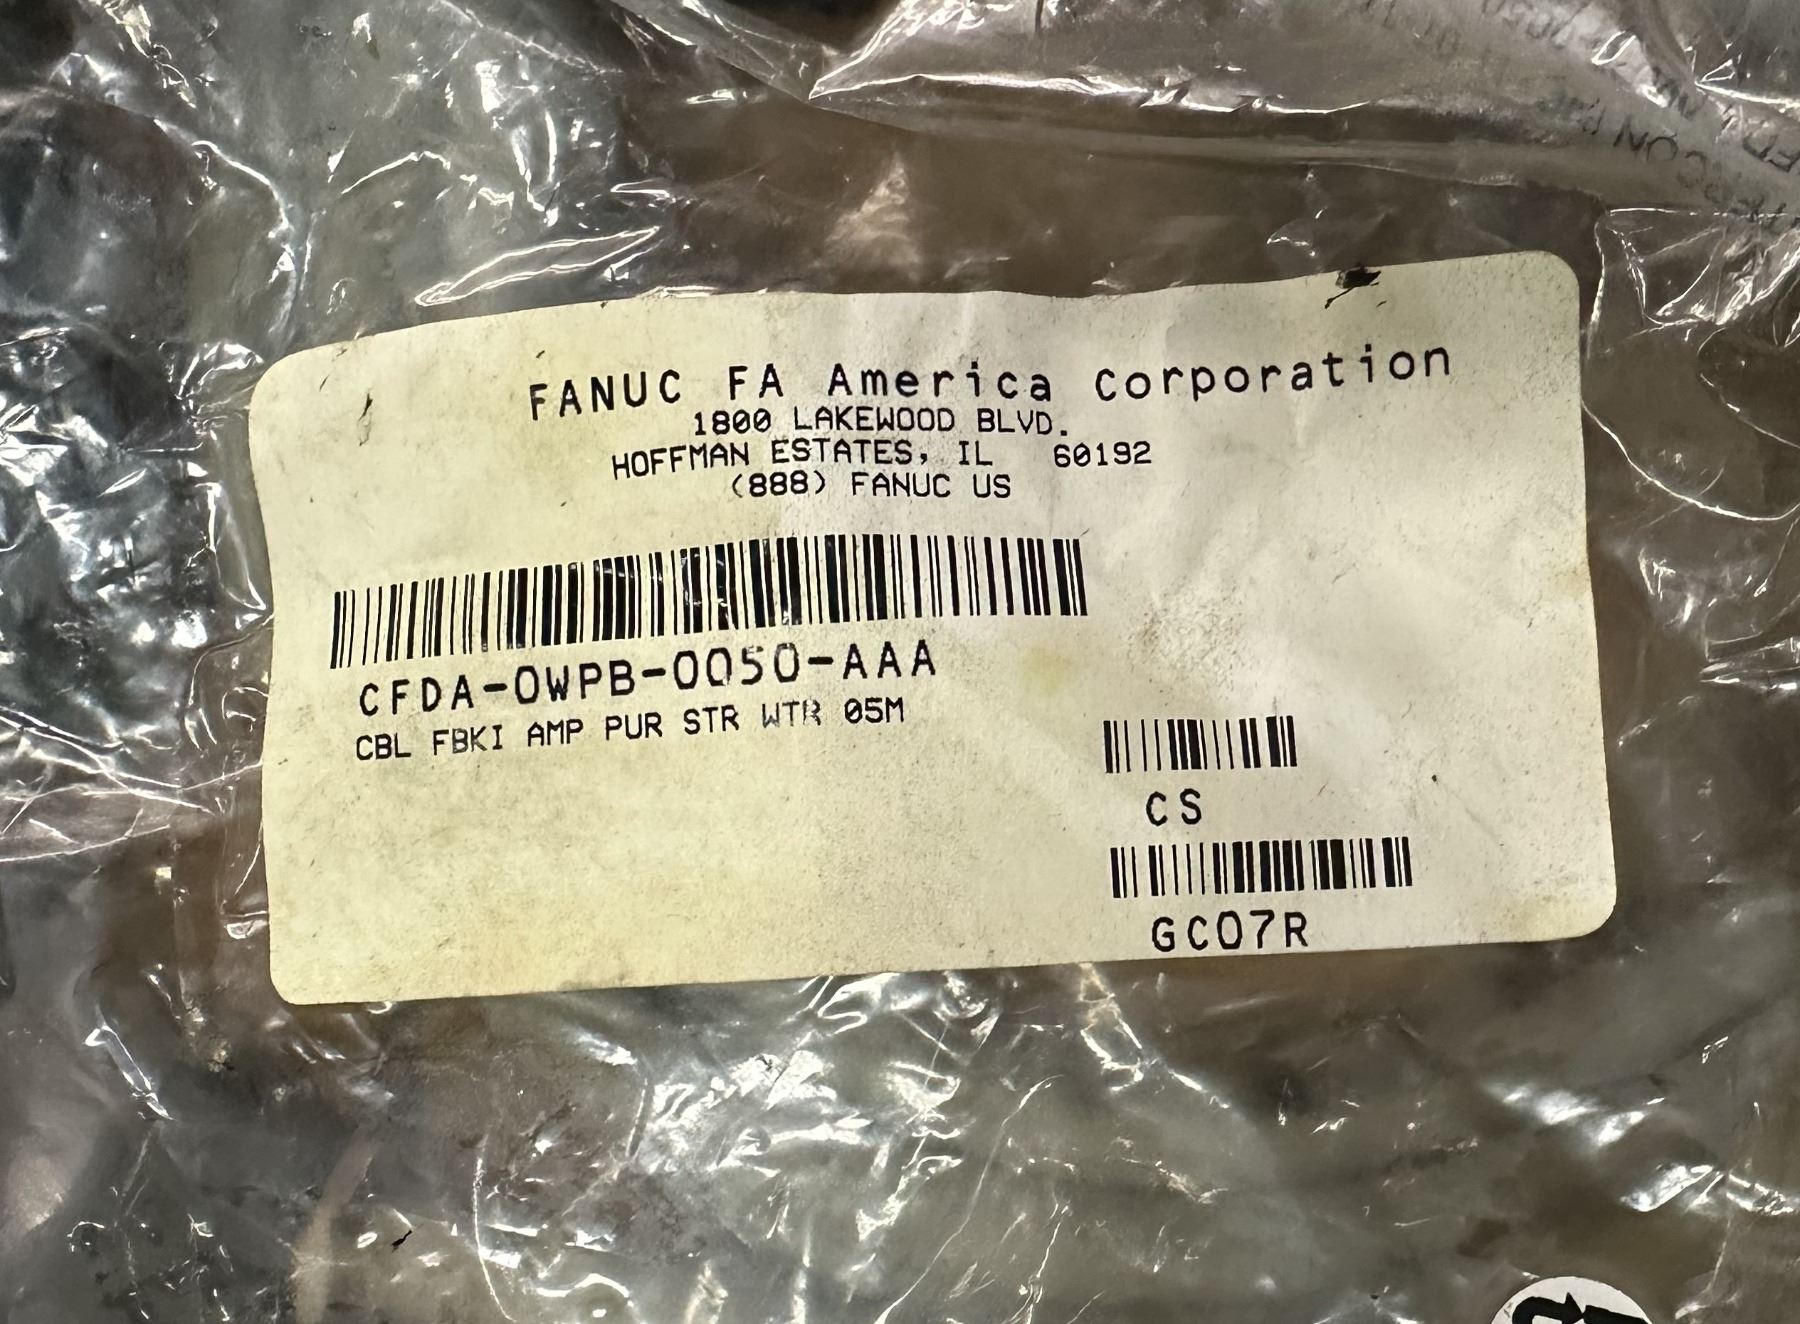 FANUC FA America Corporation
1800 LAKEWOOD BLVD.
HOFFMAN ESTATES, IL 60192
(888) FANUC US
CFDA-0WPB-0050-AAA
CBL FBKI AMP PUR STR WTR 05M
CS
GC07R